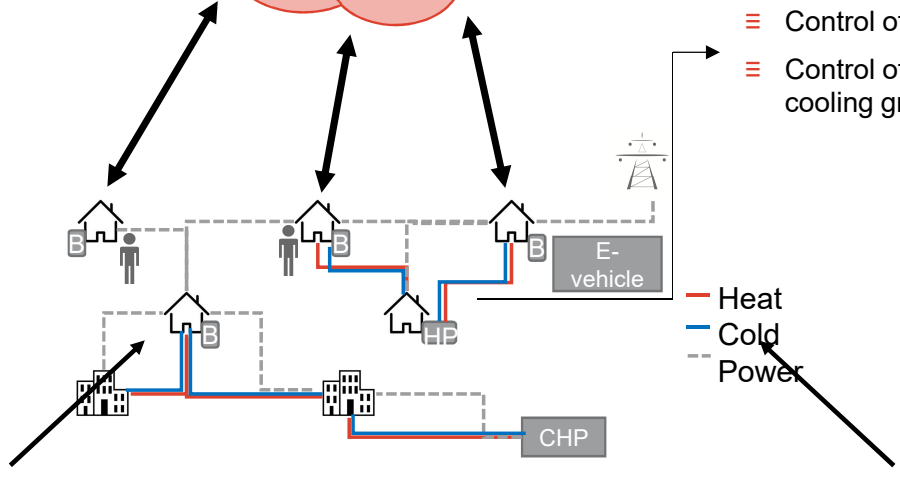 Control of
Control of
cooling gr
B
B
B
E-
vehicle
Heat
HP
B
Cold
Power
CHP